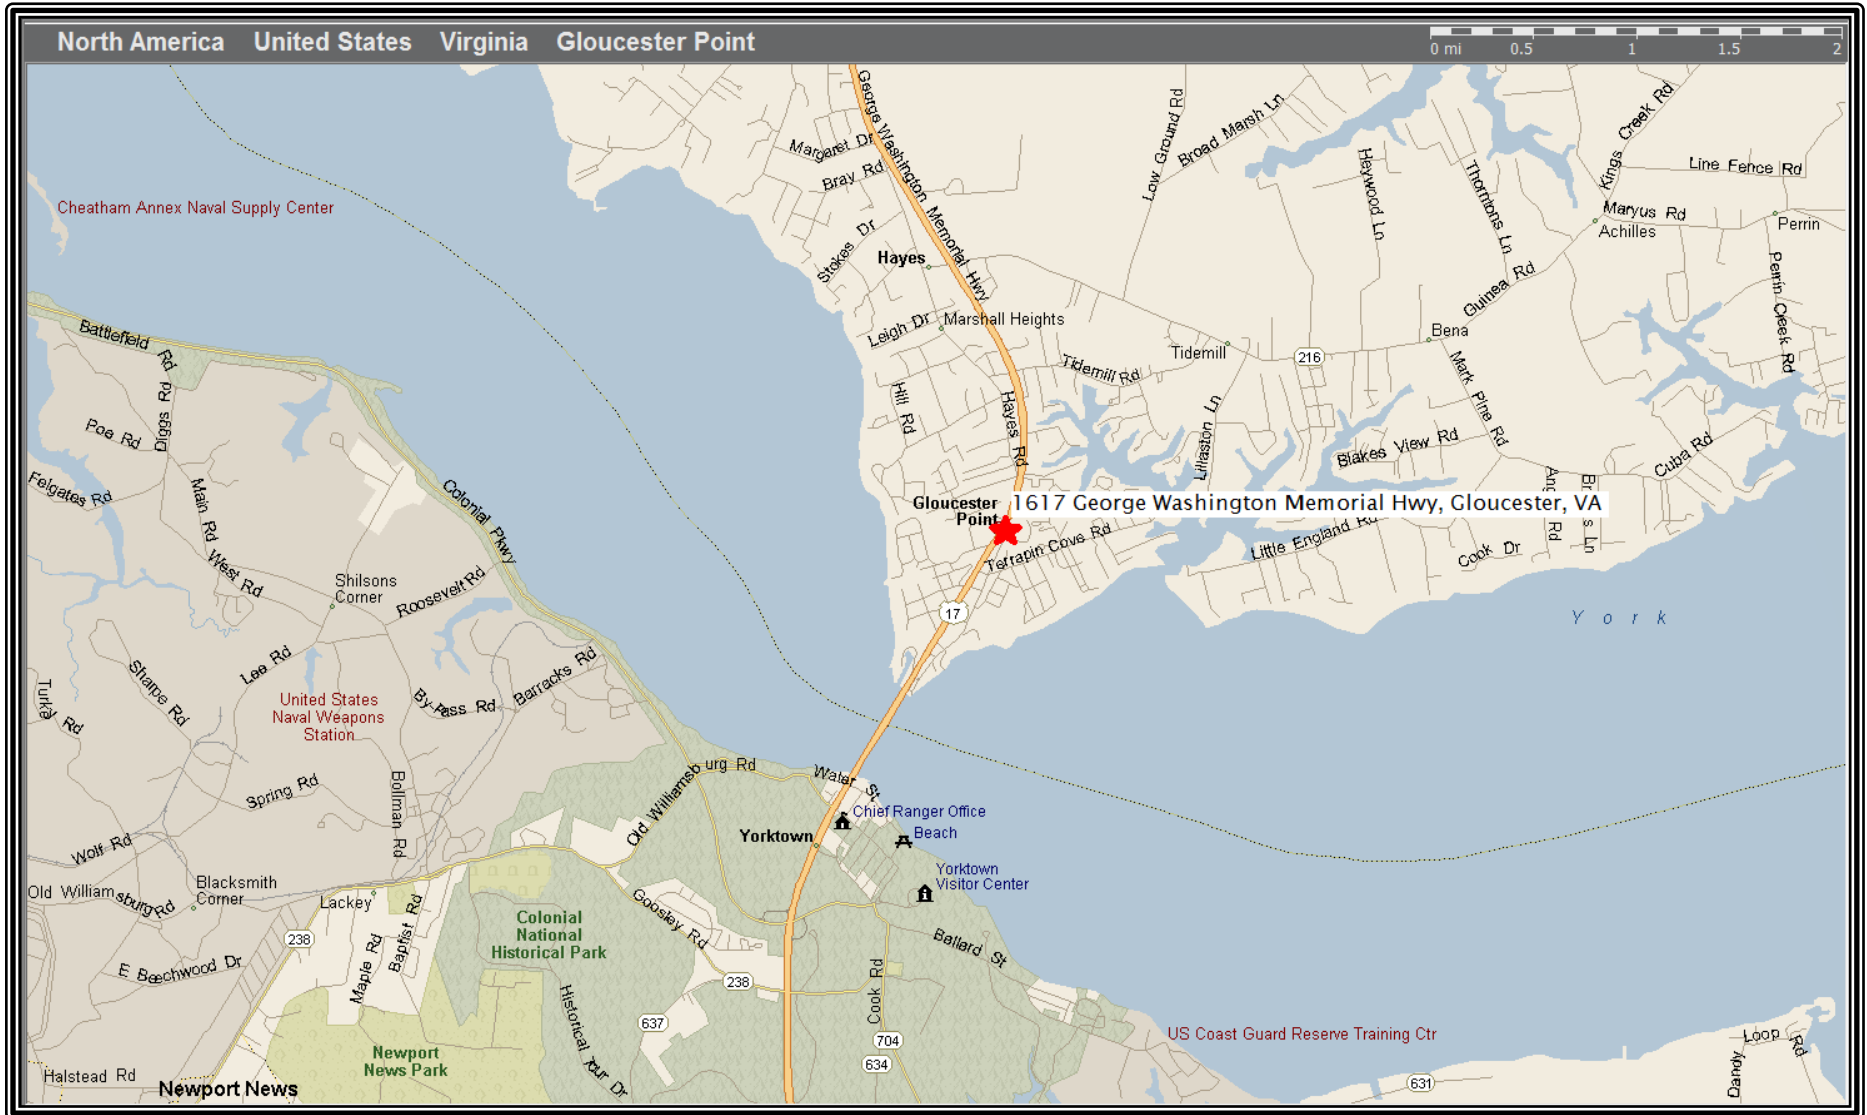 North America United States Virginia Gloucester Point
0 mi 0.5 1 1.5 2
George Washington Memorial Hwy
Margaret Dr
Bray Rd
Low Ground Rd
Broad Marsh Ln
Kings Creek Rd
Heywood Ln
Thorntons Ln
Line Fence Rd
Maryus Rd
Achilles
Perrin
Perrin Creek Rd
Cheatham Annex Naval Supply Center
Stokes Dr
Hayes
Guinea Rd
Leigh Dr
Marshall Heights
Tidemill
216
Bena
Tidemill Rd
Battlefield Rd
Diggs Rd
Poe Rd
Felgates Rd
Main Rd
Colonial Pkwy
Hill Rd
Hayes Rd
Lillaston Ln
Mark Pine Rd
Blakes View Rd
Cuba Rd
Gloucester
Point
1617 George Washington Memorial Hwy, Gloucester, VA
Terrapin Cove Rd
Little England Rd
Cook Dr
West Rd
Shilsons
Corner
Roosevelt Rd
17
York
Lee Rd
Sharpe Rd
By-Pass Rd
Barracks Rd
United States
Naval Weapons
Station
Spring Rd
Bollman Rd
Old Williamsburg Rd
Water St
Chief Ranger Office
Beach
Yorktown
Yorktown
Visitor Center
Wolf Rd
Old Williamsburg Rd
Blacksmith
Corner
Lackey
238
Maple Rd
Baptist Rd
E Beechwood Dr
Colonial
National
Historical Park
Goosley Rd
Ballard St
238
Cook Rd
Historical Tour Dr
637
704
634
US Coast Guard Reserve Training Ctr
Loop Rd
Dandy
631
Newport
News Park
Halstead Rd
Newport News